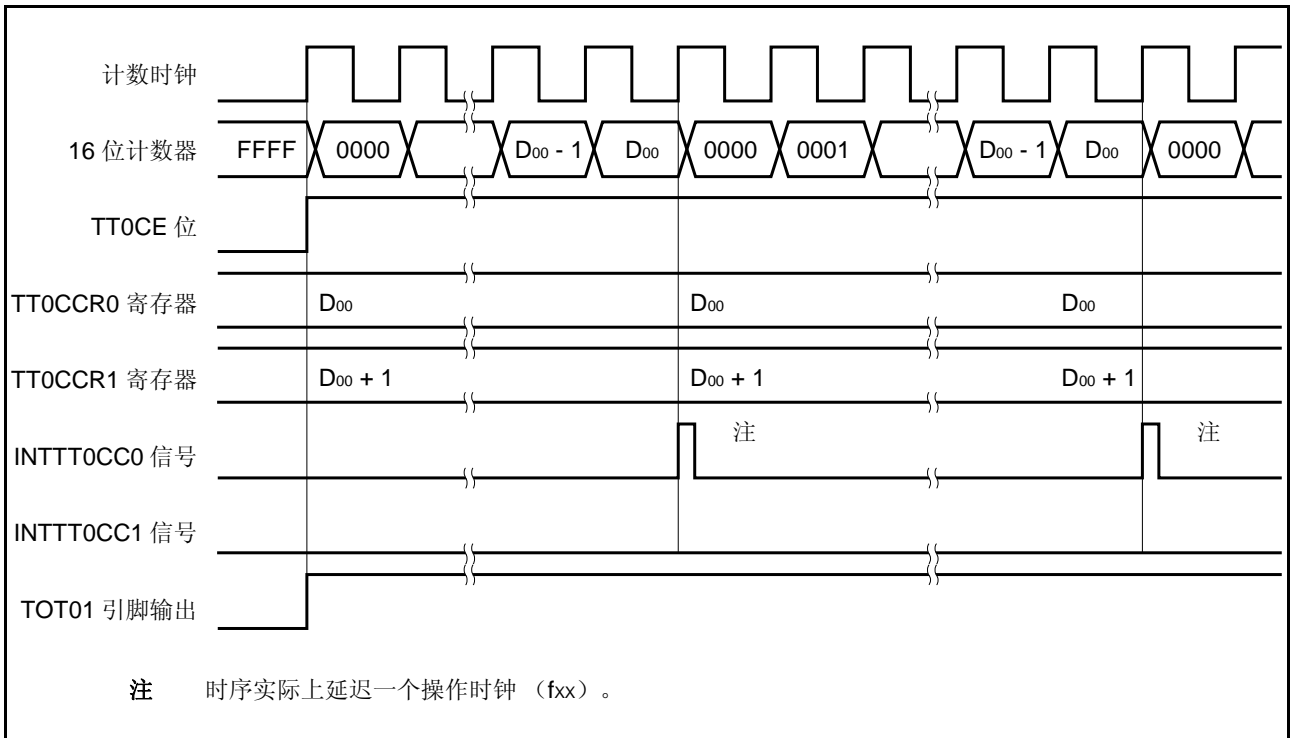 计数时钟
16 位计数器 FFFF 0000 D00 - 1 D00 0000 0001 D00 - 1 D00 0000
TT0CE 位
TT0CCR0 寄存器 D00 D00 D00
TT0CCR1 寄存器 D00 + 1 D00 + 1 D00 + 1
INTTT0CC0 信号 注 注
INTTT0CC1 信号
TOT01 引脚输出
注 时序实际上延迟一个操作时钟 （fxx）。